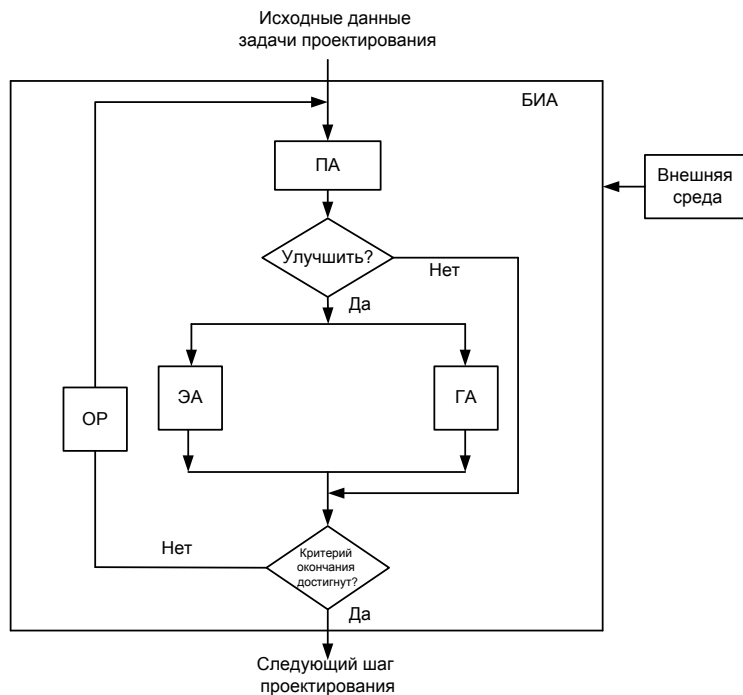 Исходные данные
задачи проектирования
БИА
ПА
Внешняя
среда
Улучшить?
Нет
Да
ЭА
ГА
ОР
Нет
Критерий
окончания
достигнут?
Да
Следующий шаг
проектирования